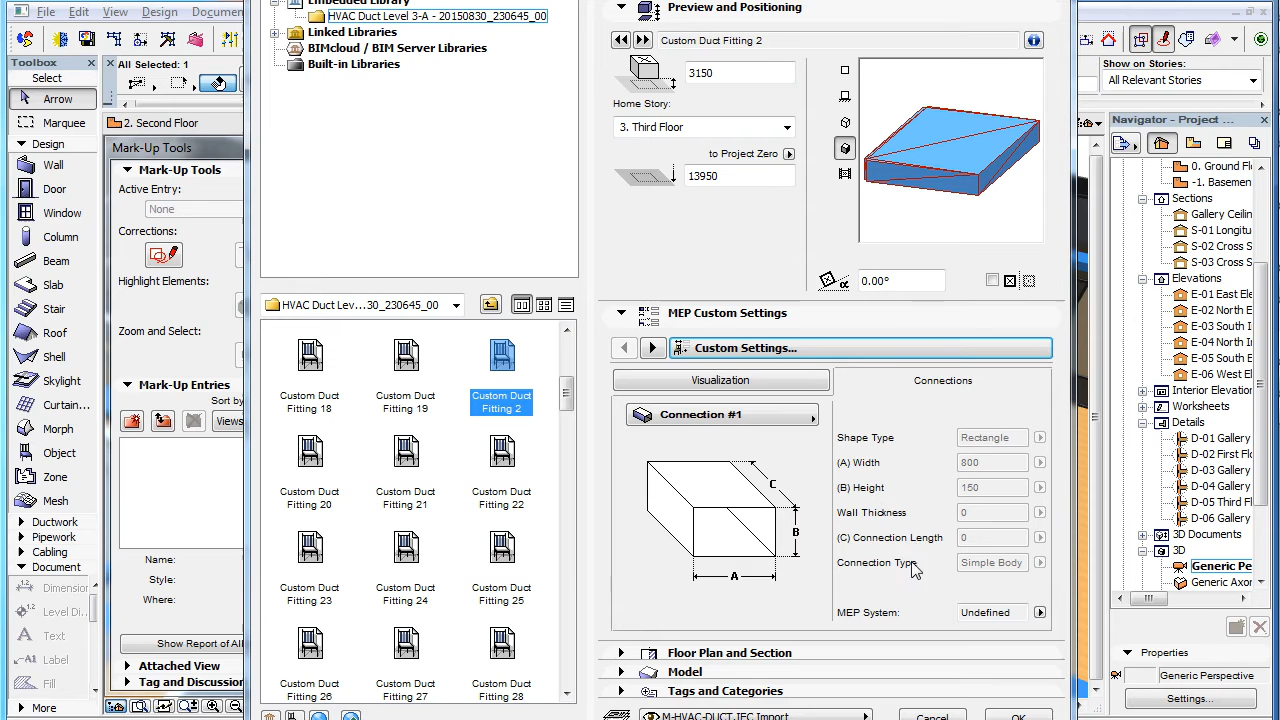 File Edit View Design Document
Embedded Library
HVAC Duct Level 3-A - 20150830_230645_00
Linked Libraries
BIMcloud / BIM Server Libraries
Built-in Libraries
Toolbox
Select
Arrow
Marquee
Design
Wall
Door
Window
Column
Beam
Slab
Stair
Roof
Shell
Skylight
Curtain...
Morph
Object
Zone
Mesh
Ductwork
Pipework
Cabling
Document
Dimension
Level Di
Text
Label
Fill
More
All Selected: 1
2. Second Floor
Mark-Up Tools
Mark-Up Tools
Active Entry:
None
Corrections:
Highlight Elements:
Zoom and Select:
Mark-Up Entries
Sort by
Views
Name:
Style:
Where:
Show Report of All
Attached View
Tag and Discussion
HVAC Duct Lev...30_230645_00
Custom Duct Fitting 18
Custom Duct Fitting 19
Custom Duct Fitting 2
Custom Duct Fitting 20
Custom Duct Fitting 21
Custom Duct Fitting 22
Custom Duct Fitting 23
Custom Duct Fitting 24
Custom Duct Fitting 25
Custom Duct Fitting 26
Custom Duct Fitting 27
Custom Duct Fitting 28
Preview and Positioning
Custom Duct Fitting 2
3150
Home Story:
3. Third Floor
to Project Zero
13950
α 0.00°
MEP Custom Settings
Custom Settings...
Visualization
Connections
Connection #1
C
B
A
Shape Type Rectangle
(A) Width 800
(B) Height 150
Wall Thickness 0
(C) Connection Length 0
Connection Type Simple Body
MEP System: Undefined
Floor Plan and Section
Model
Tags and Categories
M-HVAC-DUCT.IFC Import
Cancel
OK
Show on Stories:
All Relevant Stories
Navigator - Project
0. Ground Fl
-1. Basemen
Sections
Gallery Ceilin
S-01 Longitu
S-02 Cross S
S-03 Cross S
Elevations
E-01 East El
E-02 North E
E-03 South I
E-04 North I
E-05 South E
E-06 West E
Interior Elevation
Worksheets
Details
D-01 Gallery
D-02 First Fl
D-03 Gallery
D-04 Gallery
D-05 Third F
D-06 Gallery
3D Documents
3D
Generic Pe
Generic Axon
Properties
Generic Perspective
Settings...